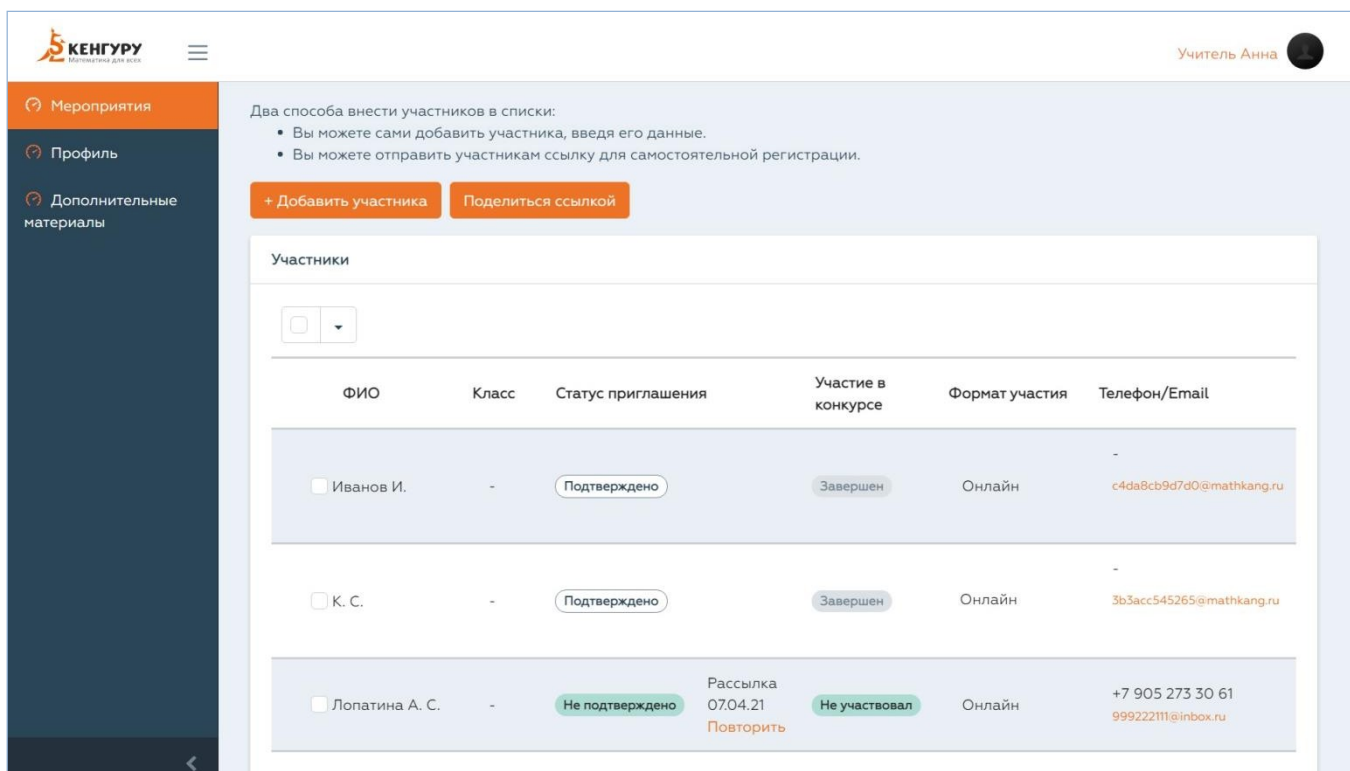 КЕНГУРУ
Математика для всех
Учитель Анна
Мероприятия
Профиль
Дополнительные
материалы
Два способа внести участников в списки:
• Вы можете сами добавить участника, введя его данные.
• Вы можете отправить участникам ссылку для самостоятельной регистрации.
+ Добавить участника
Поделиться ссылкой
Участники
ФИО Класс Статус приглашения Участие в конкурсе Формат участия Телефон/Email
-
Иванов И. - Подтверждено Завершен Онлайн c4da8cb9d7d0@mathkang.ru
-
К. С. - Подтверждено Завершен Онлайн 3b3acc545265@mathkang.ru
Лопатина А. С. - Не подтверждено Рассылка 07.04.21 Повторить Не участвовал Онлайн +7 905 273 30 61
999222111@inbox.ru